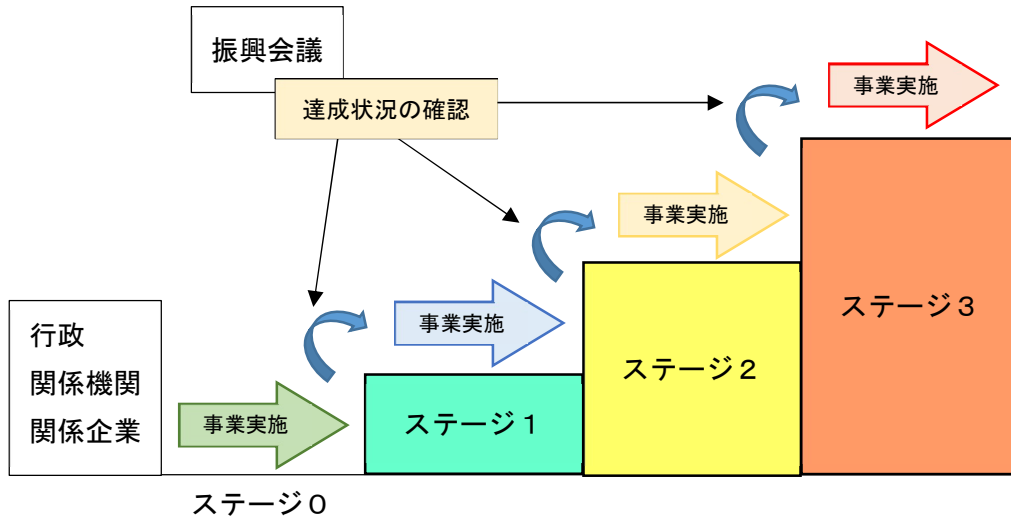 振興会議
達成状況の確認
事業実施
事業実施
事業実施
ステージ３
行政
関係機関
関係企業
ステージ２
事業実施
ステージ１
ステージ０